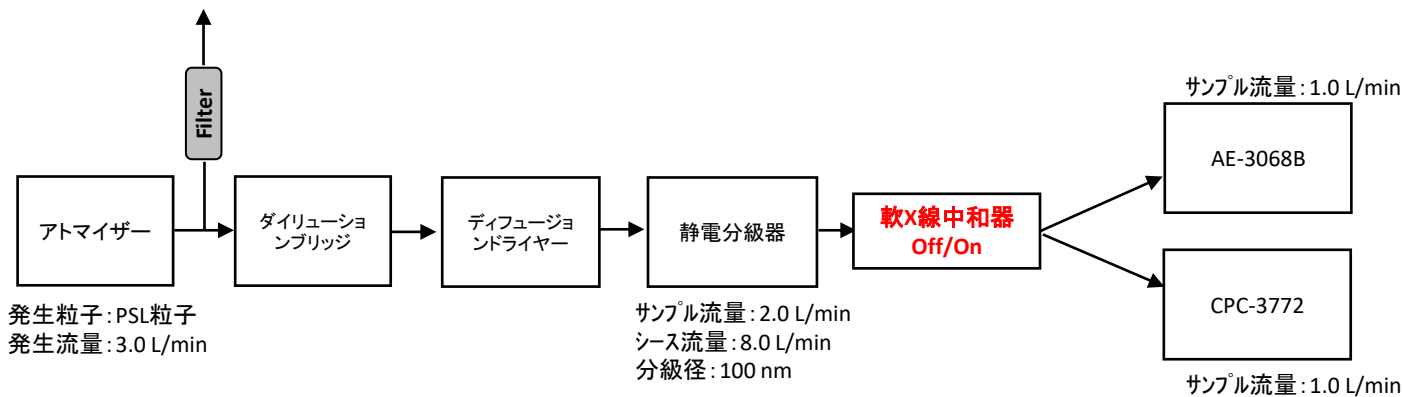 Filter
アトマイザー
発生粒子：PSL粒子
発生流量：3.0 L/min
ダイリューショ
ンブリッジ
ディフュージョ
ンドライヤー
静電分級器
サンプル流量：2.0 L/min
シース流量：8.0 L/min
分級径：100 nm
軟X線中和器
Off/On
サンプル流量：1.0 L/min
AE-3068B
CPC-3772
サンプル流量：1.0 L/min